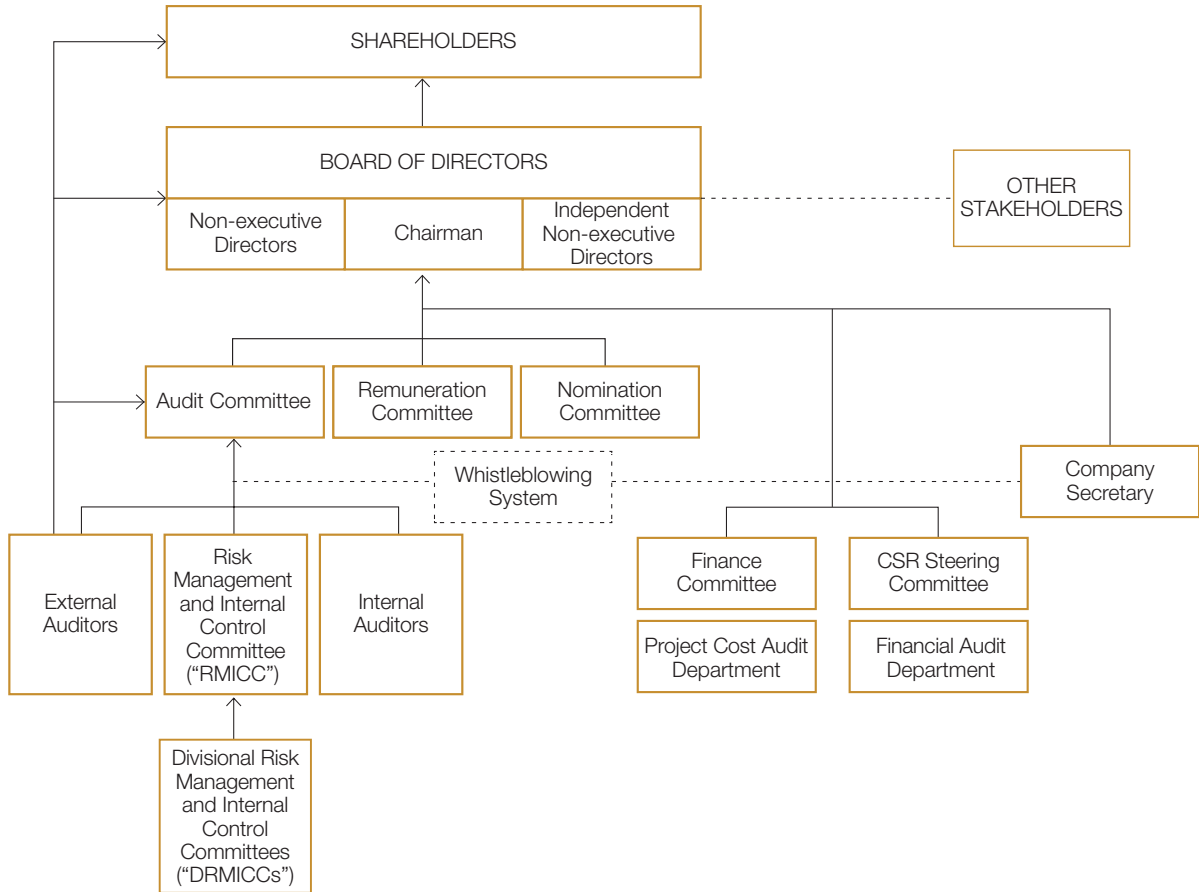 SHAREHOLDERS
BOARD OF DIRECTORS
Non-executive
Directors
Chairman
Independent
Non-executive
Directors
OTHER
STAKEHOLDERS
Audit Committee
Remuneration
Committee
Nomination
Committee
Whistleblowing
System
Company
Secretary
External
Auditors
Risk
Management
and Internal
Control
Committee
(“RMICC”)
Internal
Auditors
Finance
Committee
CSR Steering
Committee
Project Cost Audit
Department
Financial Audit
Department
Divisional Risk
Management
and Internal
Control
Committees
(“DRMICCs”)